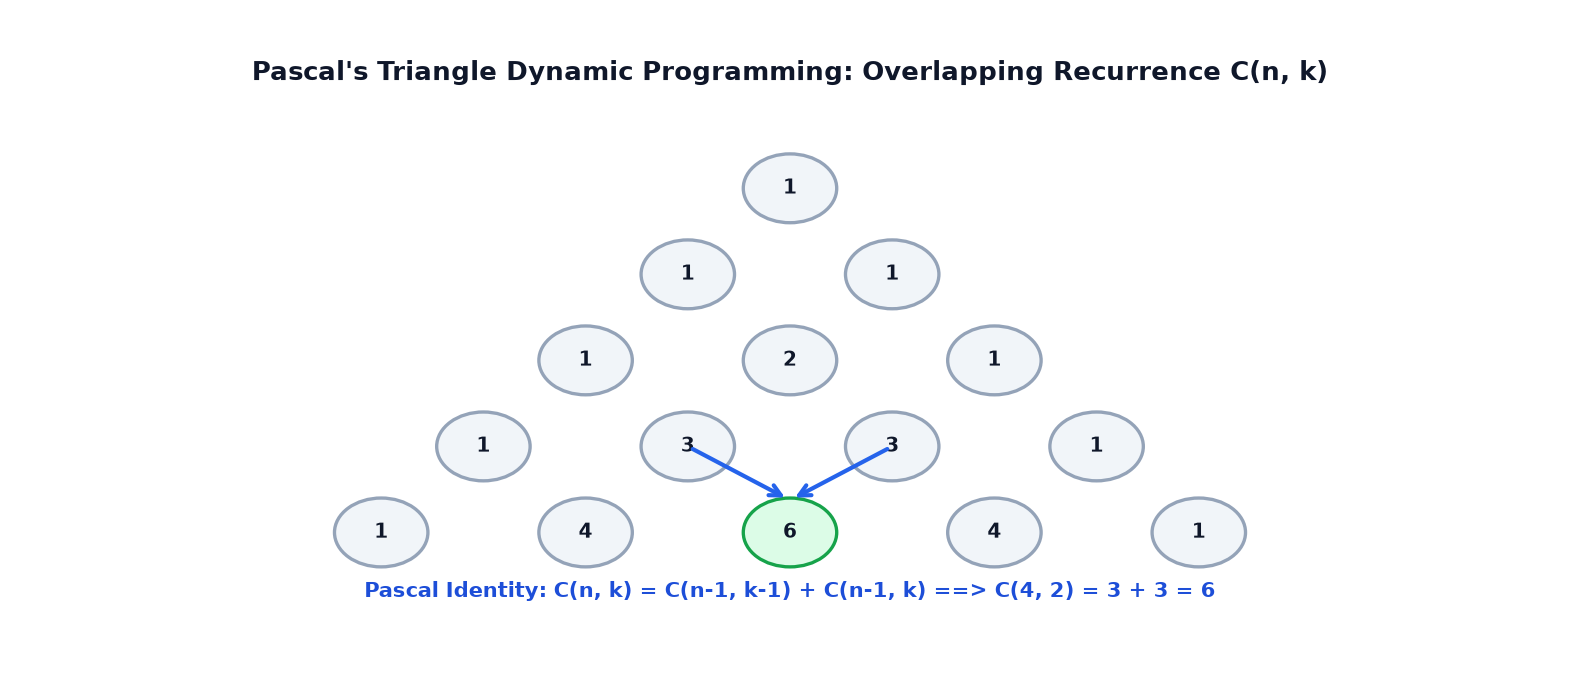 Pascal's Triangle Dynamic Programming: Overlapping Recurrence C(n, k)
1
1 1
1 2 1
1 3 3 1
1 4 6 4 1
Pascal Identity: C(n, k) = C(n-1, k-1) + C(n-1, k) ==> C(4, 2) = 3 + 3 = 6